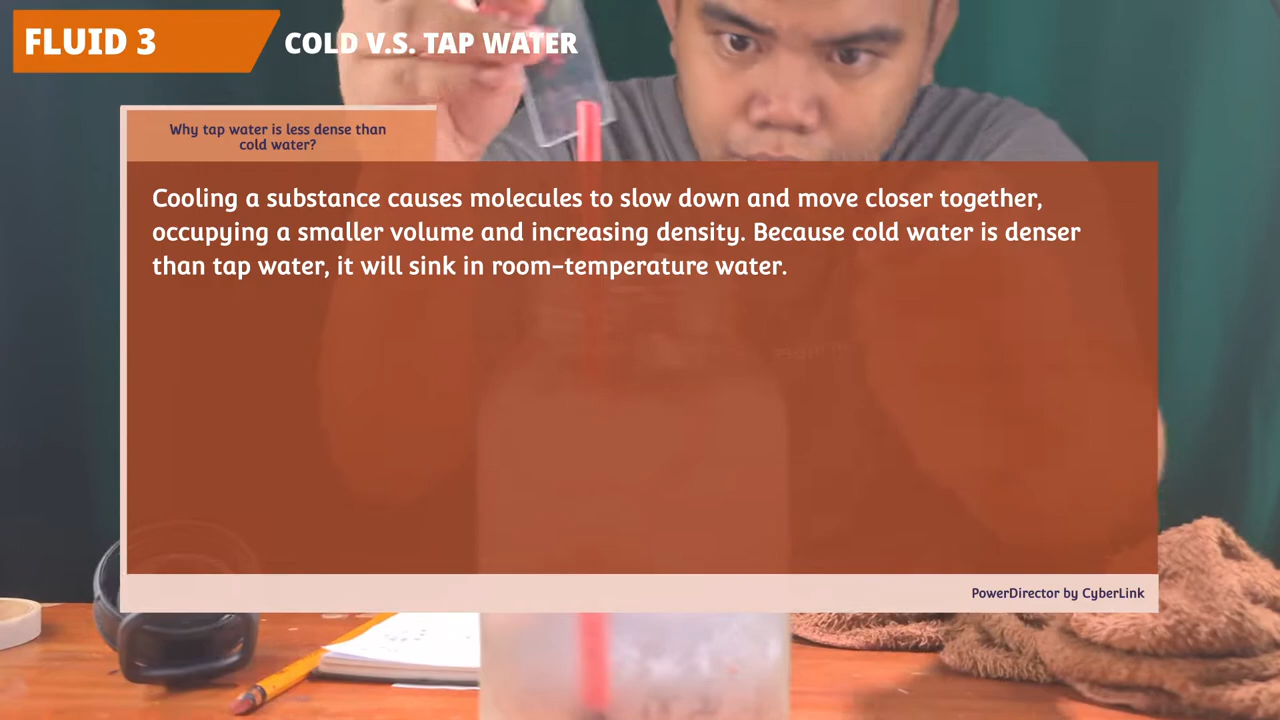 FLUID 3
COLD V.S. TAP WATER
Why tap water is less dense than
cold water?
Cooling a substance causes molecules to slow down and move closer together,
occupying a smaller volume and increasing density. Because cold water is denser
than tap water, it will sink in room-temperature water.
PowerDirector by CyberLink